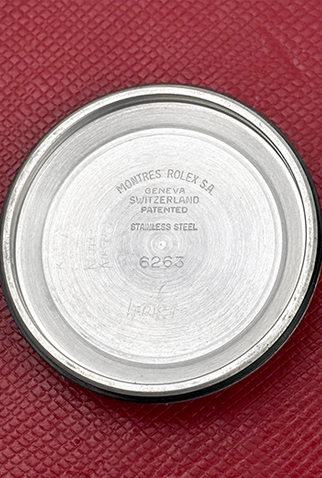 MONTRES ROLEX S.A.
GENEVA
SWITZERLAND
PATENTED
STAINLESS STEEL
6263